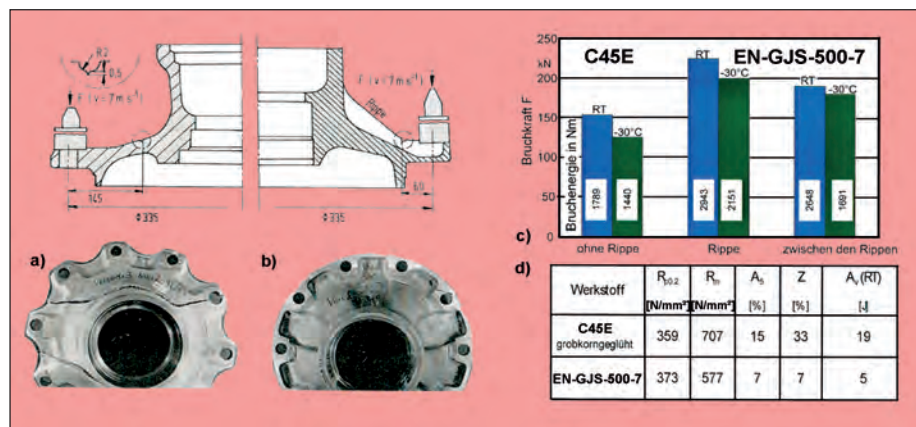 R2
0,5
F (v=7ms⁻¹)
F (v=7ms⁻¹)
Rippe
145
60
Φ335
Φ335
a)
b)
250
kN
200
150
100
50
0
Bruchkraft F
C45E
EN-GJS-500-7
RT
-30°C
RT
-30°C
RT
-30°C
Bruchenergie in Nm
1789
1440
2943
2151
2648
1691
c)
ohne Rippe
Rippe
zwischen den Rippen
d)
Werkstoff Rp0.2 Rm A5 Z Av(RT)
[N/mm²] [N/mm²] [%] [%] [J]
C45E
grobkorngeglüht 359 707 15 33 19
EN-GJS-500-7 373 577 7 7 5